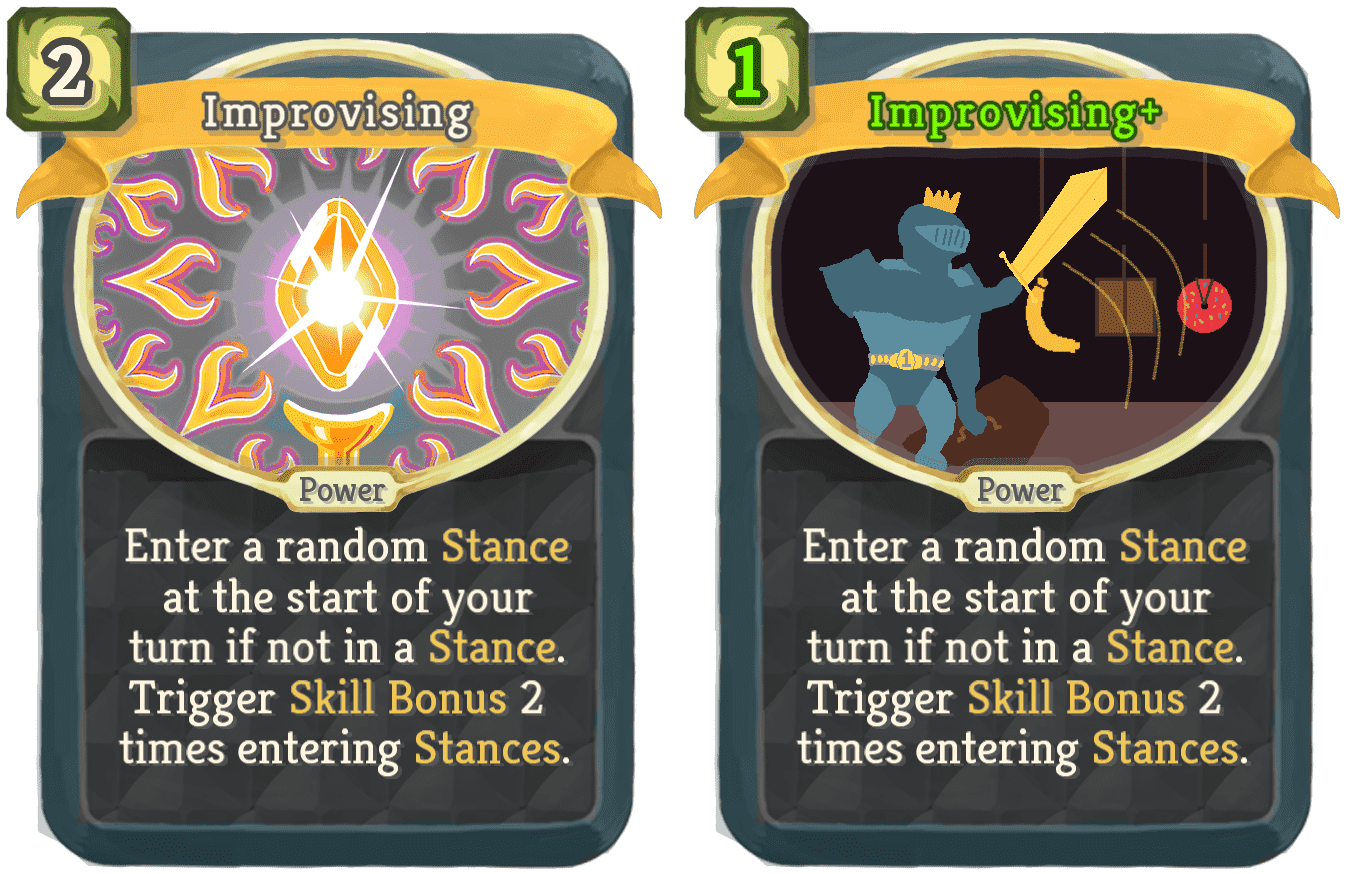 2
Improvising
Power
Enter a random Stance
at the start of your
turn if not in a Stance.
Trigger Skill Bonus 2
times entering Stances.
1
Improvising+
1
Power
Enter a random Stance
at the start of your
turn if not in a Stance.
Trigger Skill Bonus 2
times entering Stances.